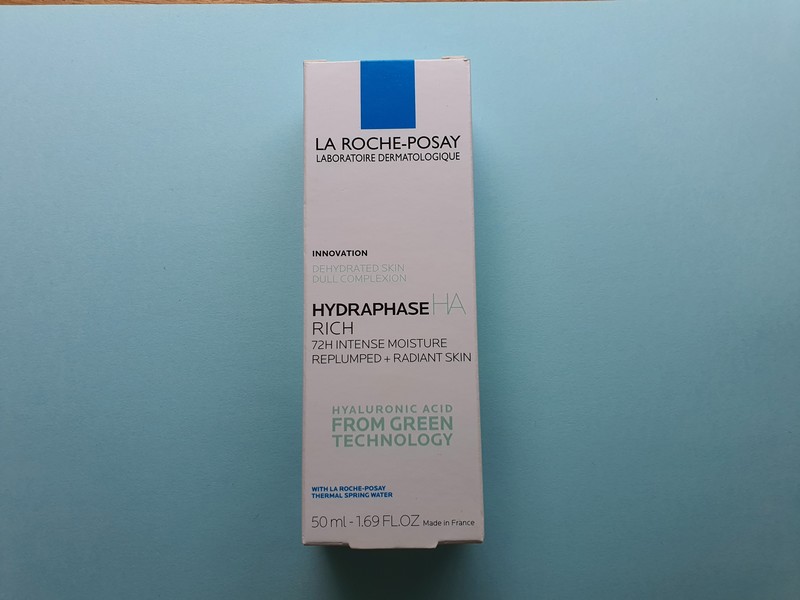 LA ROCHE-POSAY
LABORATOIRE DERMATOLOGIQUE
INNOVATION
DEHYDRATED SKIN
DULL COMPLEXION
HYDRAPHASE HA
RICH
72H INTENSE MOISTURE
REPLUMPED + RADIANT SKIN
HYALURONIC ACID
FROM GREEN
TECHNOLOGY
WITH LA ROCHE-POSAY
THERMAL SPRING WATER
50 ml - 1.69 FL.OZ Made in France